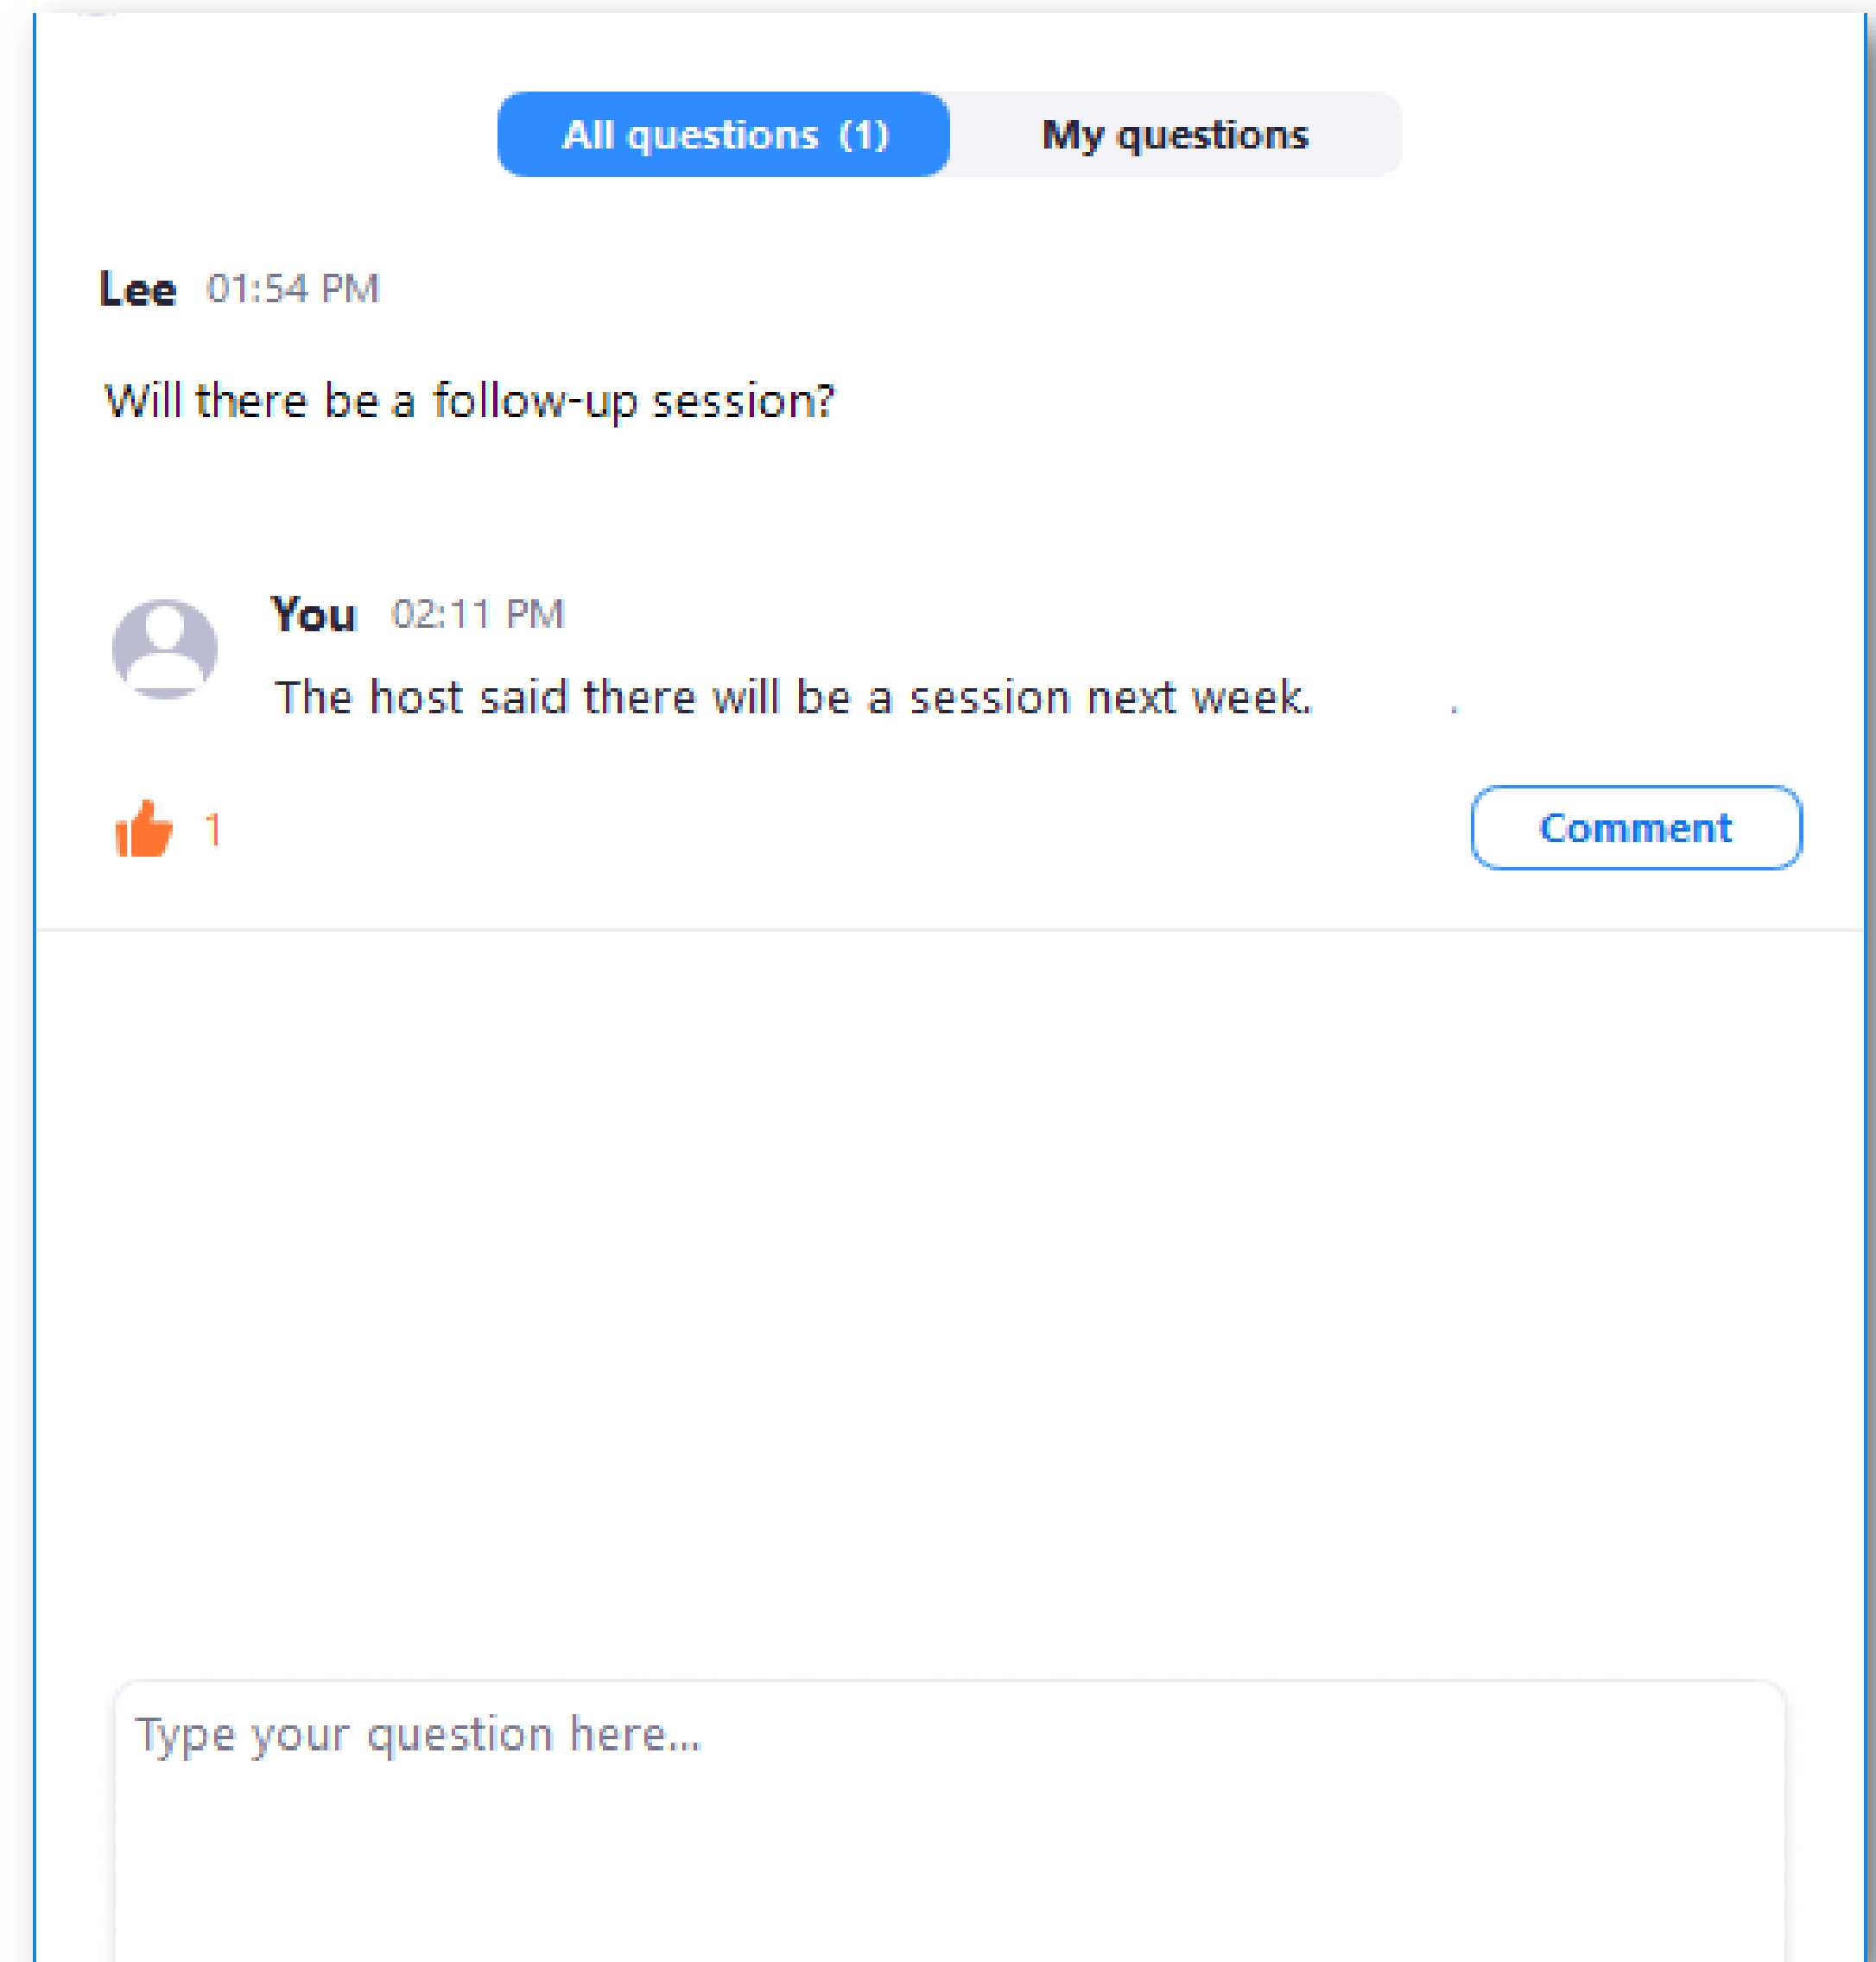 All questions (1) My questions
Lee 01:54 PM
Will there be a follow-up session?
You 02:11 PM
The host said there will be a session next week. .
1 Comment
Type your question here...